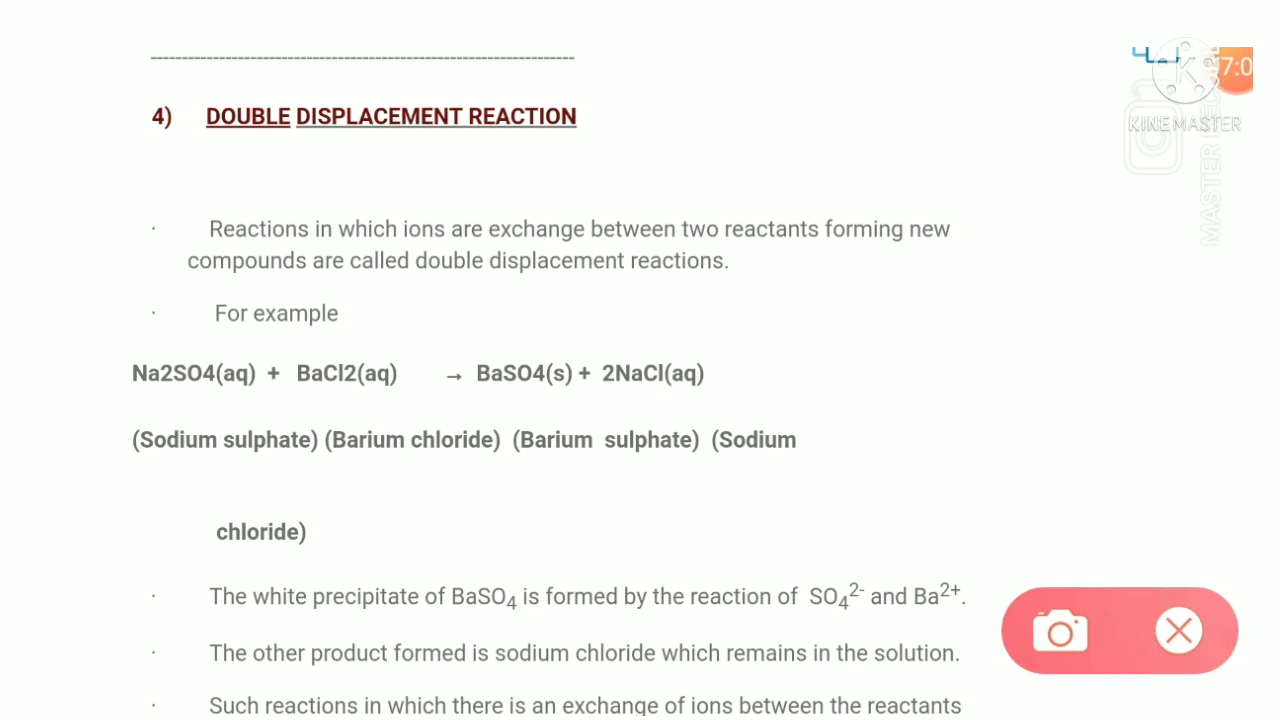 ----------------------------------------------------------------------
7:0
KINEMASTER
MASTER
4) DOUBLE DISPLACEMENT REACTION
· Reactions in which ions are exchange between two reactants forming new
compounds are called double displacement reactions.
· For example
Na2SO4(aq) + BaCl2(aq) → BaSO4(s) + 2NaCl(aq)
(Sodium sulphate) (Barium chloride) (Barium sulphate) (Sodium
chloride)
· The white precipitate of BaSO₄ is formed by the reaction of SO₄²⁻ and Ba²⁺.
· The other product formed is sodium chloride which remains in the solution.
· Such reactions in which there is an exchange of ions between the reactants